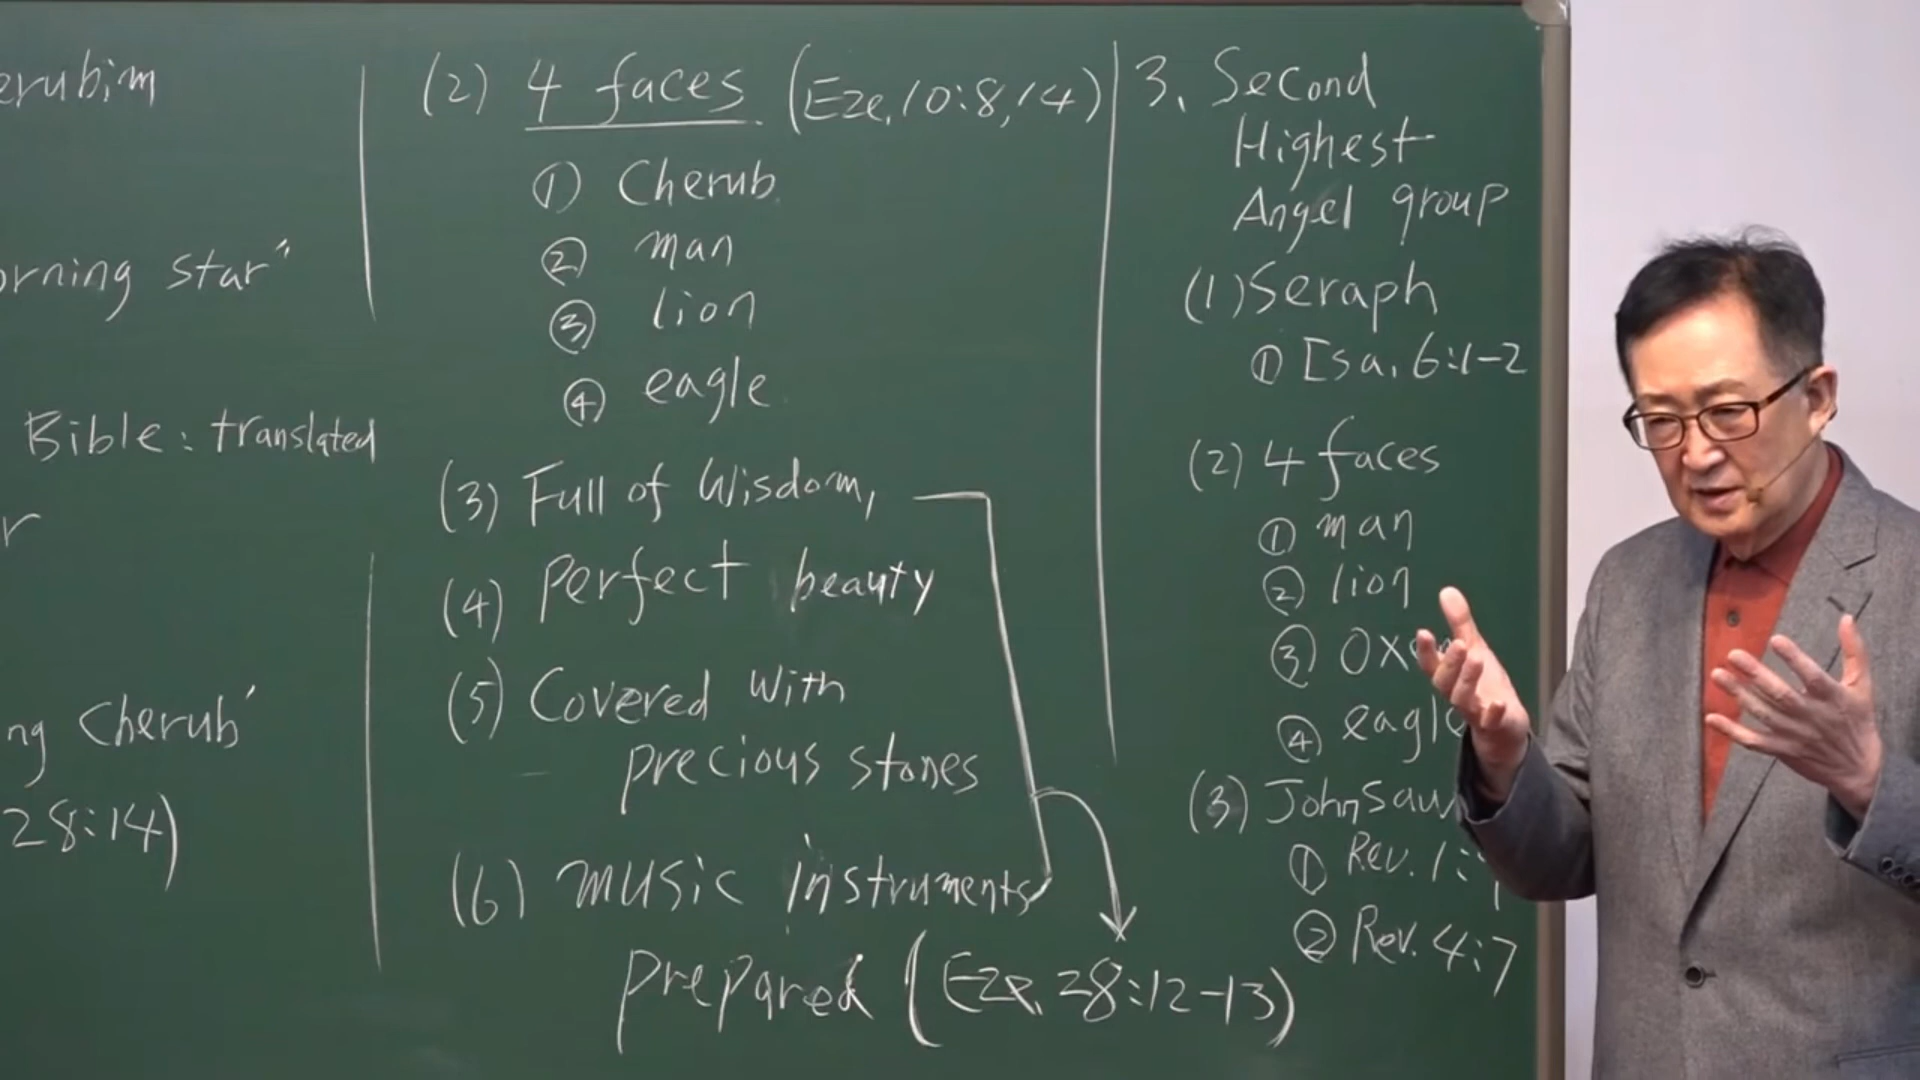 erubim
orning star"
Bible: translated
r
ng Cherub'
28:14)
(2) 4 faces (Eze. 10:8, 14)
① Cherub
② man
③ lion
④ eagle
(3) Full of Wisdom,
(4) Perfect beauty
(5) Covered with
precious stones
(6) music instruments
prepared (Eze. 28:12-13)
3. Second
Highest
Angel group
(1) Seraph
① Isa. 6:1-2
(2) 4 faces
① man
② lion
③ Ox
④ eagle
(3) John saw
① Rev. 1:
② Rev. 4:7